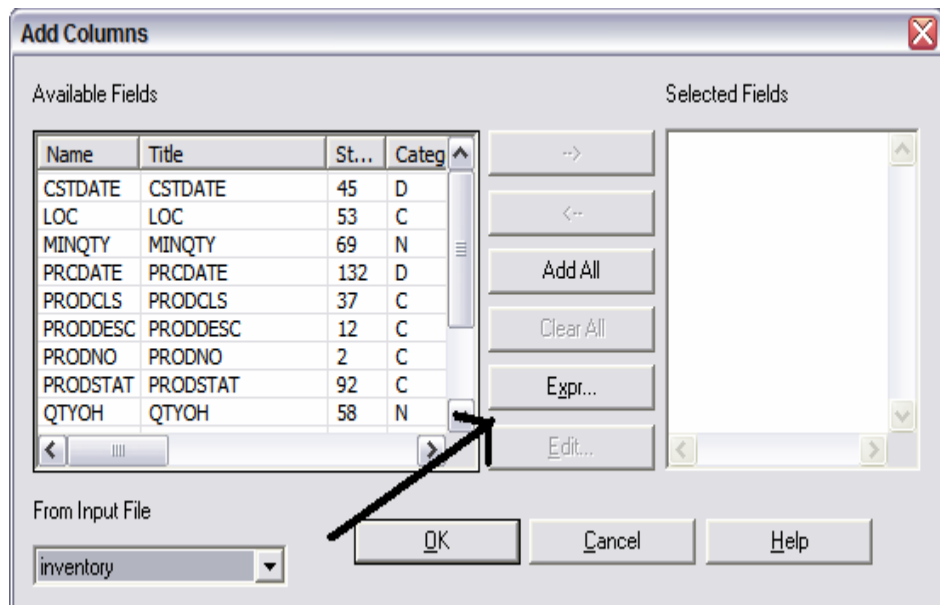 Add Columns
Available Fields
Selected Fields
Name Title St... Categ
CSTDATE CSTDATE 45 D
LOC LOC 53 C
MINQTY MINQTY 69 N
PRCDATE PRCDATE 132 D
PRODCLS PRODCLS 37 C
PRODDESC PRODDESC 12 C
PRODNO PRODNO 2 C
PRODSTAT PRODSTAT 92 C
QTYOH QTYOH 58 N
-->
<--
Add All
Clear All
Expr...
Edit...
From Input File
inventory
OK
Cancel
Help